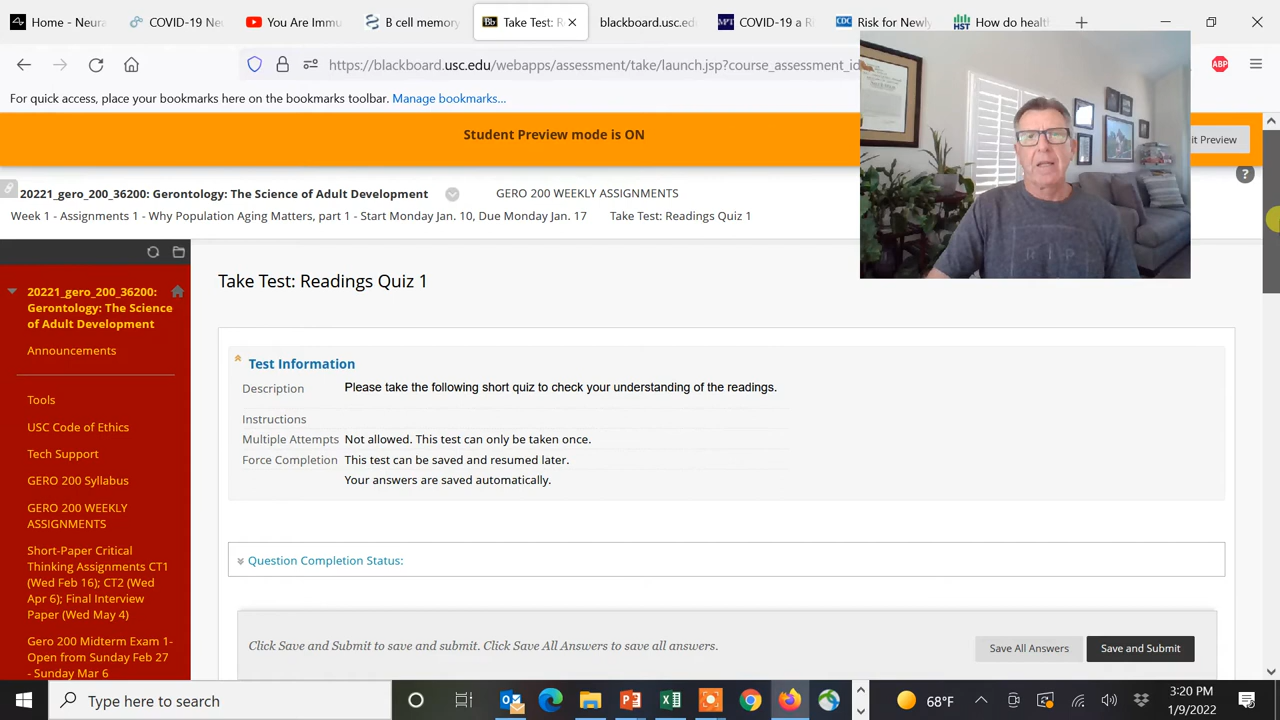 Home - Neura
COVID-19 Ne
You Are Immu
B cell memory
Take Test: R
blackboard.usc.edu
COVID-19 a R
Risk for Newly
How do healt
https://blackboard.usc.edu/webapps/assessment/take/launch.jsp?course_assessment_id
ABP
For quick access, place your bookmarks here on the bookmarks toolbar. Manage bookmarks...
Student Preview mode is ON
it Preview
20221_gero_200_36200: Gerontology: The Science of Adult Development
GERO 200 WEEKLY ASSIGNMENTS
Week 1 - Assignments 1 - Why Population Aging Matters, part 1 - Start Monday Jan. 10, Due Monday Jan. 17
Take Test: Readings Quiz 1
20221_gero_200_36200:
Gerontology: The Science
of Adult Development
Announcements
Tools
USC Code of Ethics
Tech Support
GERO 200 Syllabus
GERO 200 WEEKLY
ASSIGNMENTS
Short-Paper Critical
Thinking Assignments CT1
(Wed Feb 16); CT2 (Wed
Apr 6); Final Interview
Paper (Wed May 4)
Gero 200 Midterm Exam 1-
Open from Sunday Feb 27
- Sunday Mar 6
Take Test: Readings Quiz 1
Test Information
Description Please take the following short quiz to check your understanding of the readings.
Instructions
Multiple Attempts Not allowed. This test can only be taken once.
Force Completion This test can be saved and resumed later.
Your answers are saved automatically.
Question Completion Status:
Click Save and Submit to save and submit. Click Save All Answers to save all answers.
Save All Answers
Save and Submit
Type here to search
68°F
3:20 PM
1/9/2022